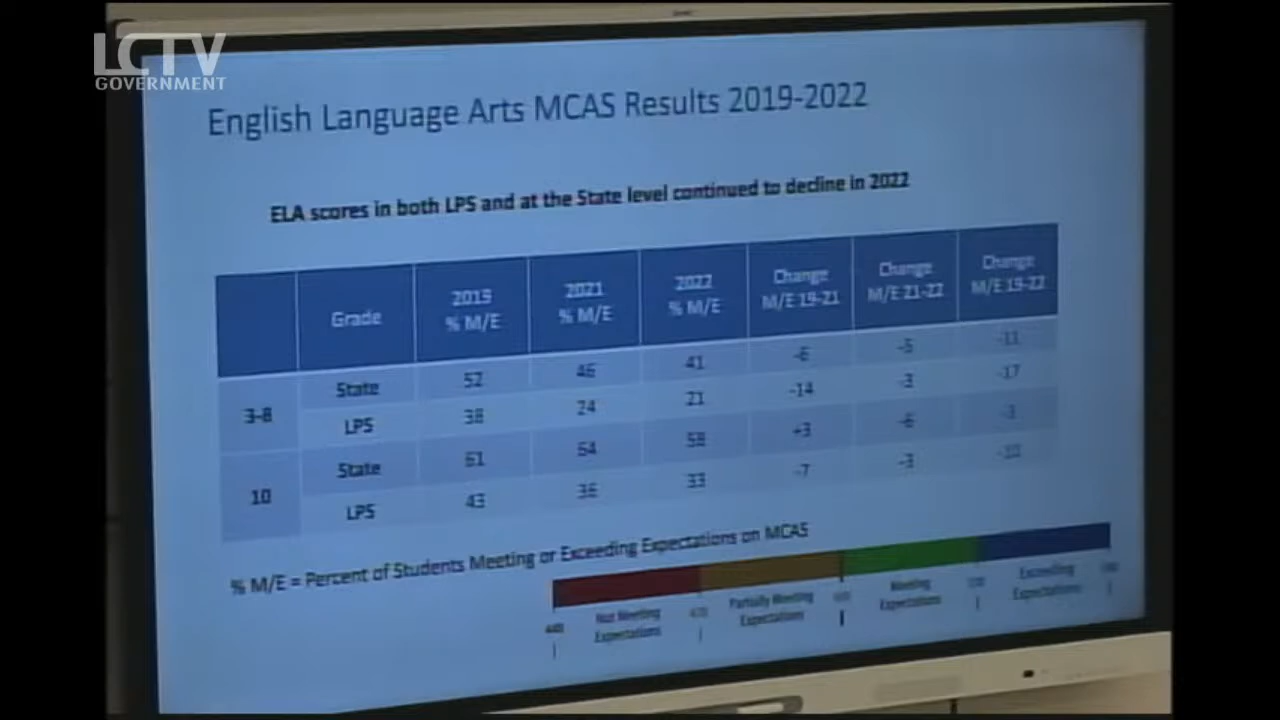 LCTV
GOVERNMENT
English Language Arts MCAS Results 2019-2022
ELA scores in both LPS and at the State level continued to decline in 2022
Grade 2019 % M/E 2021 % M/E 2022 % M/E Change M/E 19-21 Change M/E 21-22 Change M/E 19-22
3-8 State 52 46 41 -6 -5 -11
LPS 38 24 21 -14 -3 -17
10 State 61 64 58 +3 -6 -3
LPS 43 36 33 -7 -3 -10
% M/E = Percent of Students Meeting or Exceeding Expectations on MCAS
440 Not Meeting Expectations Partially Meeting Expectations Meeting Expectations Exceeding Expectations